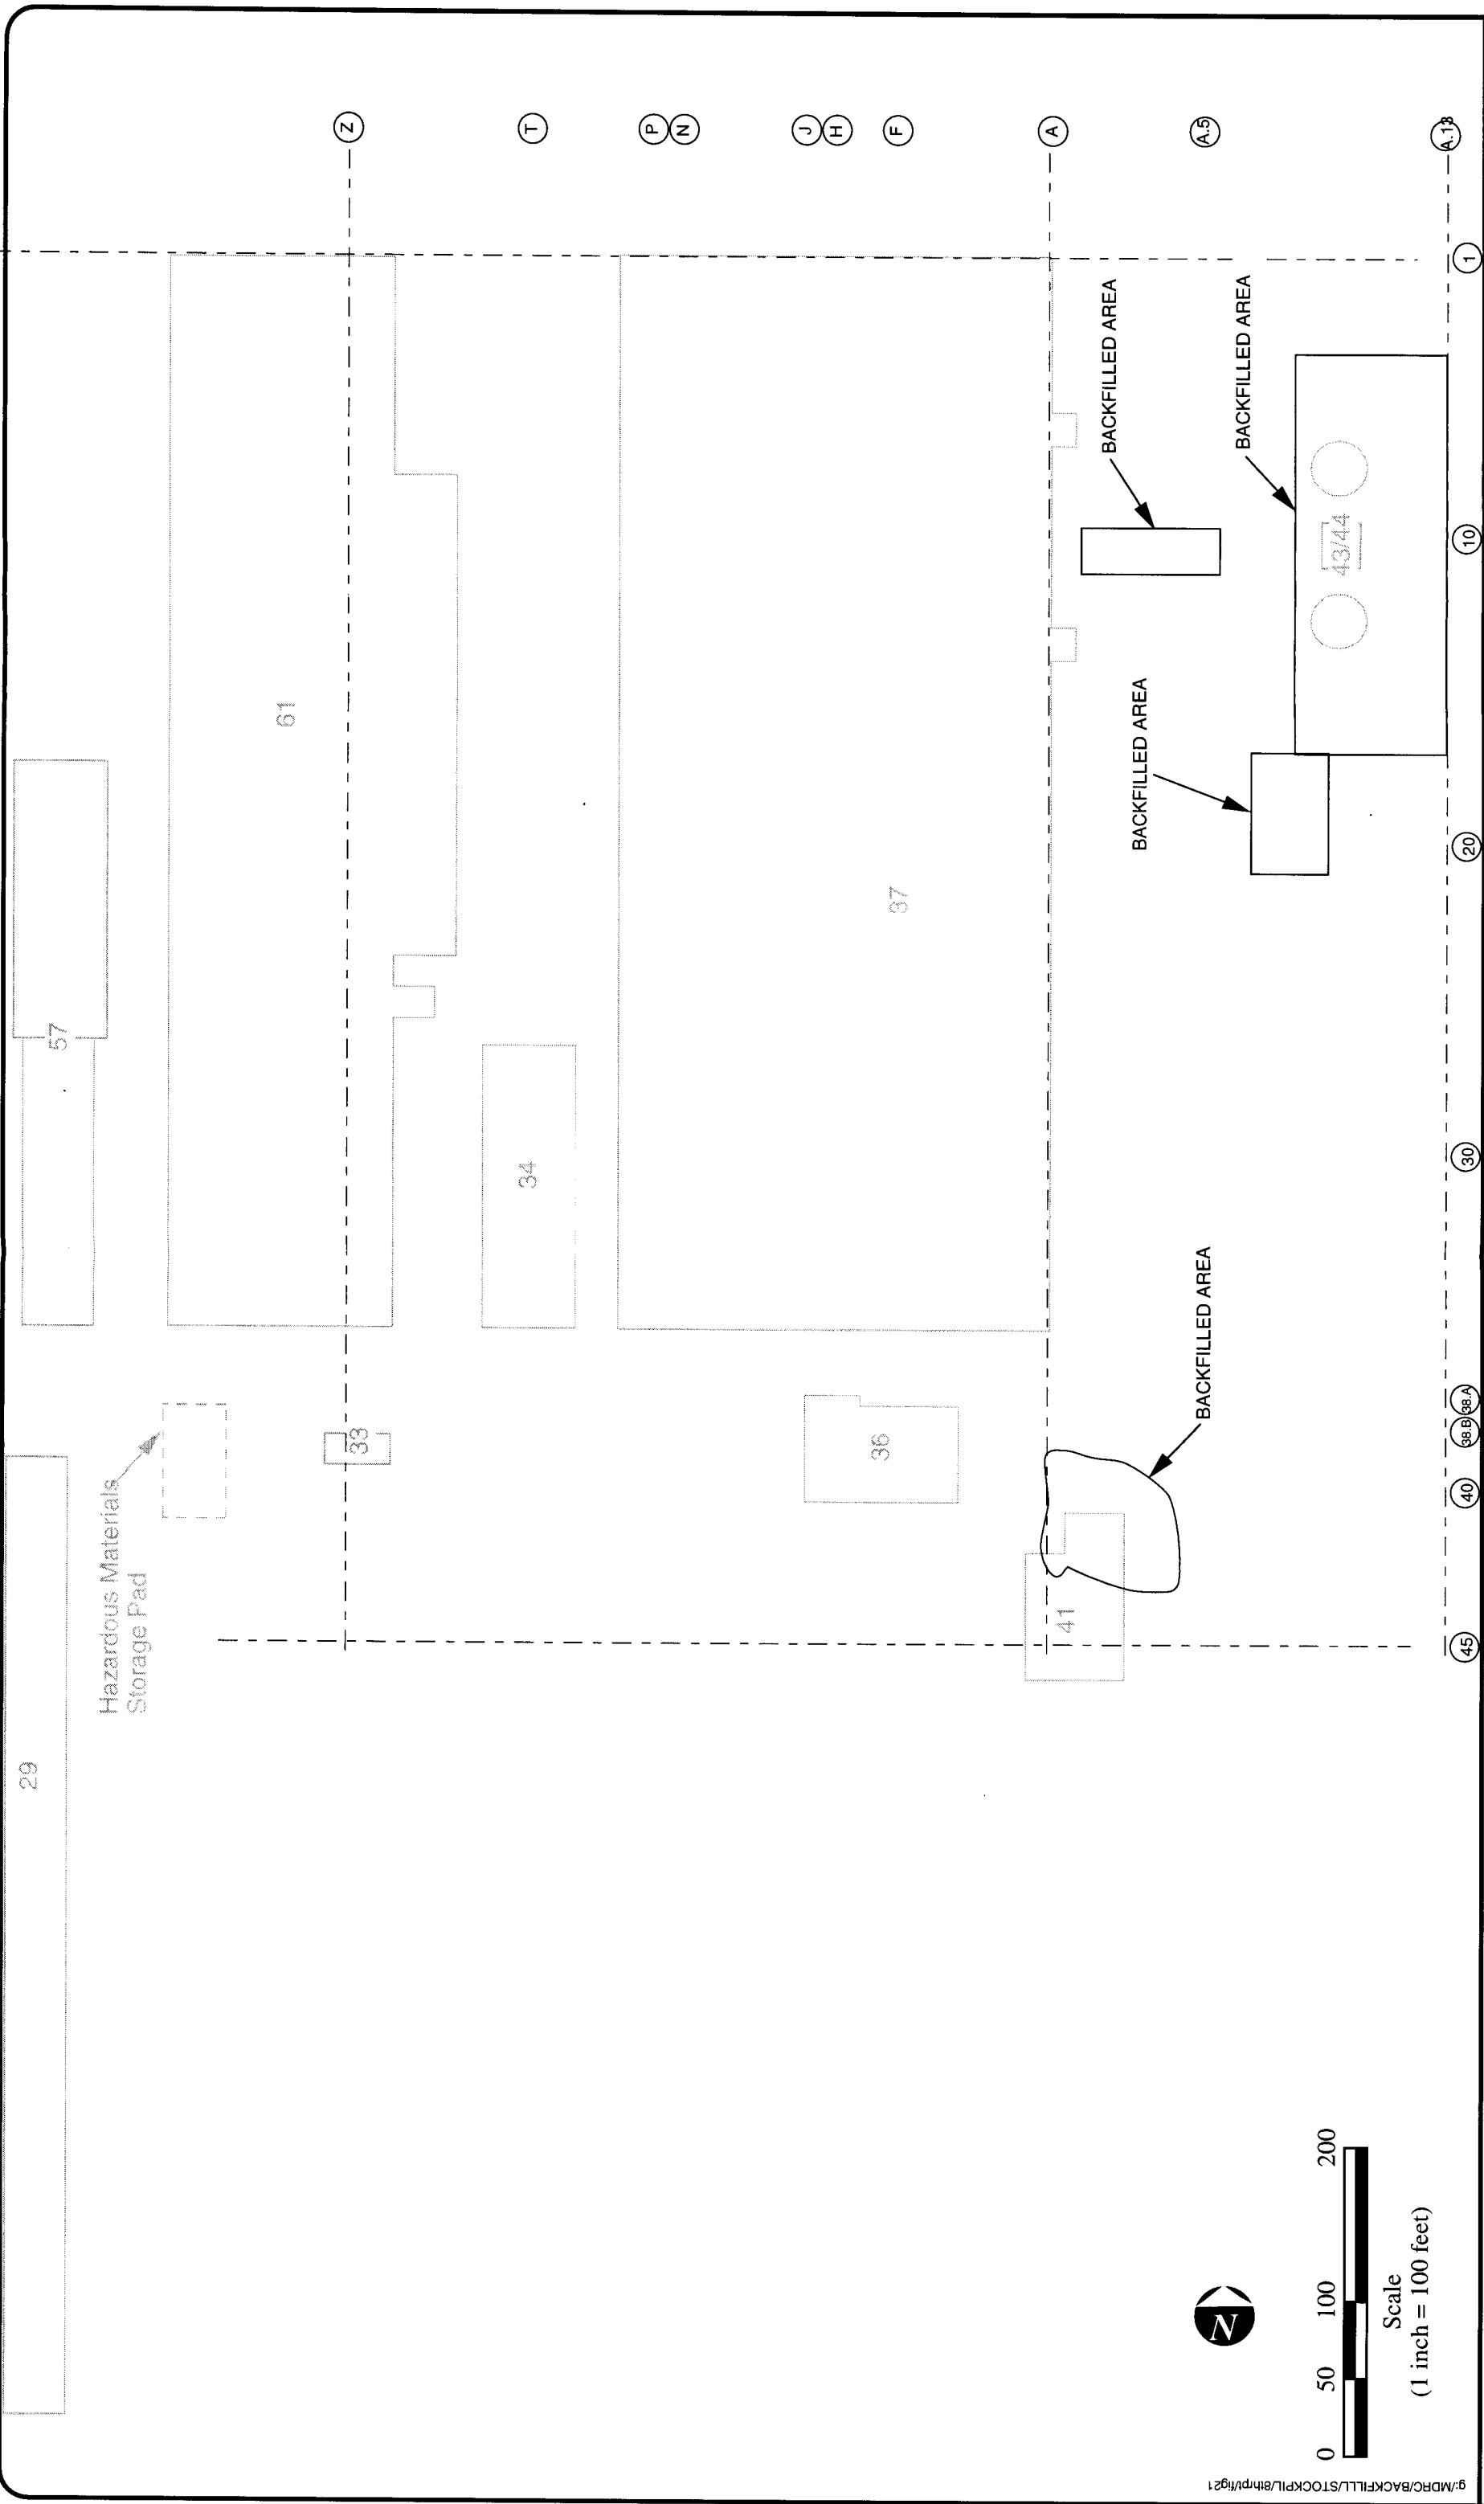 Z
T
P
N
J
H
F
A
A.5
A.13
1
10
20
30
38.A
38.B
40
45
61
57
34
37
33
36
41
29
43/44
Hazardous Materials
Storage Pad
BACKFILLED AREA
BACKFILLED AREA
BACKFILLED AREA
BACKFILLED AREA
N
0 50 100 200
Scale
(1 inch = 100 feet)
g:/MDRC/BACKFILLL/STOCKPIL/8thrpt/fig21